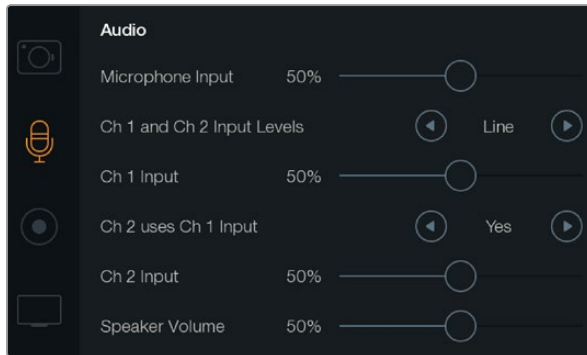 Audio
Microphone Input 50%
Ch 1 and Ch 2 Input Levels Line
Ch 1 Input 50%
Ch 2 uses Ch 1 Input Yes
Ch 2 Input 50%
Speaker Volume 50%